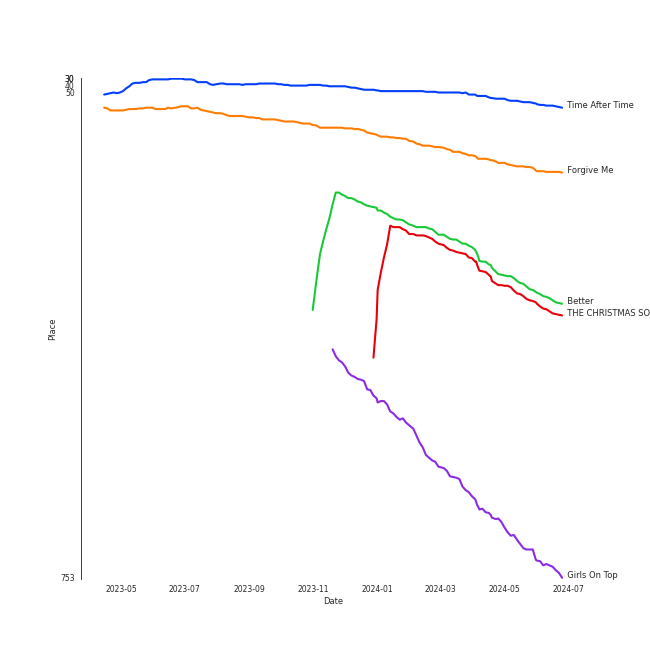 30
40
50
Time After Time
Forgive Me
Better
THE CHRISTMAS SO
Place
753
Girls On Top
2023-05 2023-07 2023-09 2023-11 2024-01 2024-03 2024-05 2024-07
Date